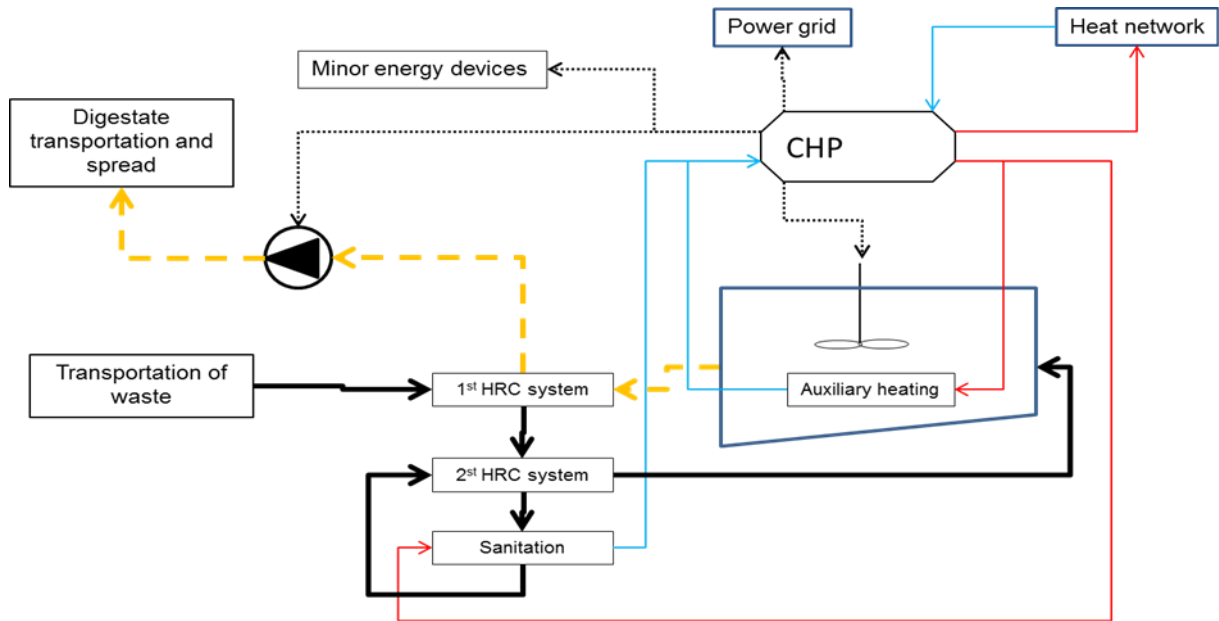 Power grid
Heat network
Minor energy devices
Digestate
transportation and
spread
CHP
Transportation of
waste
1st HRC system
Auxiliary heating
2st HRC system
Sanitation